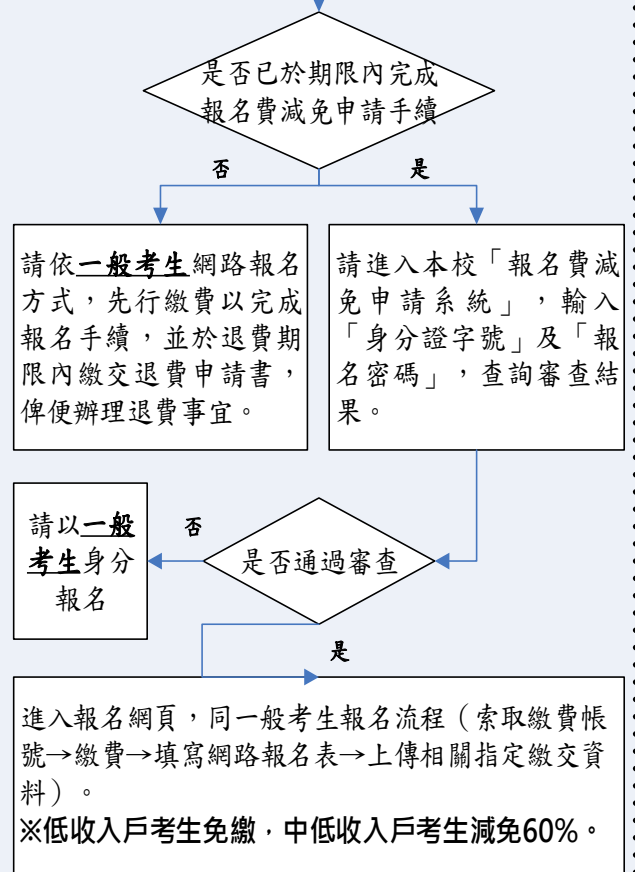 是否已於期限內完成
報名費減免申請手續
否
是
請依一般考生網路報名
方式，先行繳費以完成
報名手續，並於退費期
限內繳交退費申請書，
俾便辦理退費事宜。
請進入本校「報名費減
免申請系統」，輸入
「身分證字號」及「報
名密碼」，查詢審查結
果。
是否通過審查
否
請以一般
考生身分
報名
是
進入報名網頁，同一般考生報名流程（索取繳費帳
號→繳費→填寫網路報名表→上傳相關指定繳交資
料）。
※低收入戶考生免繳，中低收入戶考生減免60%。